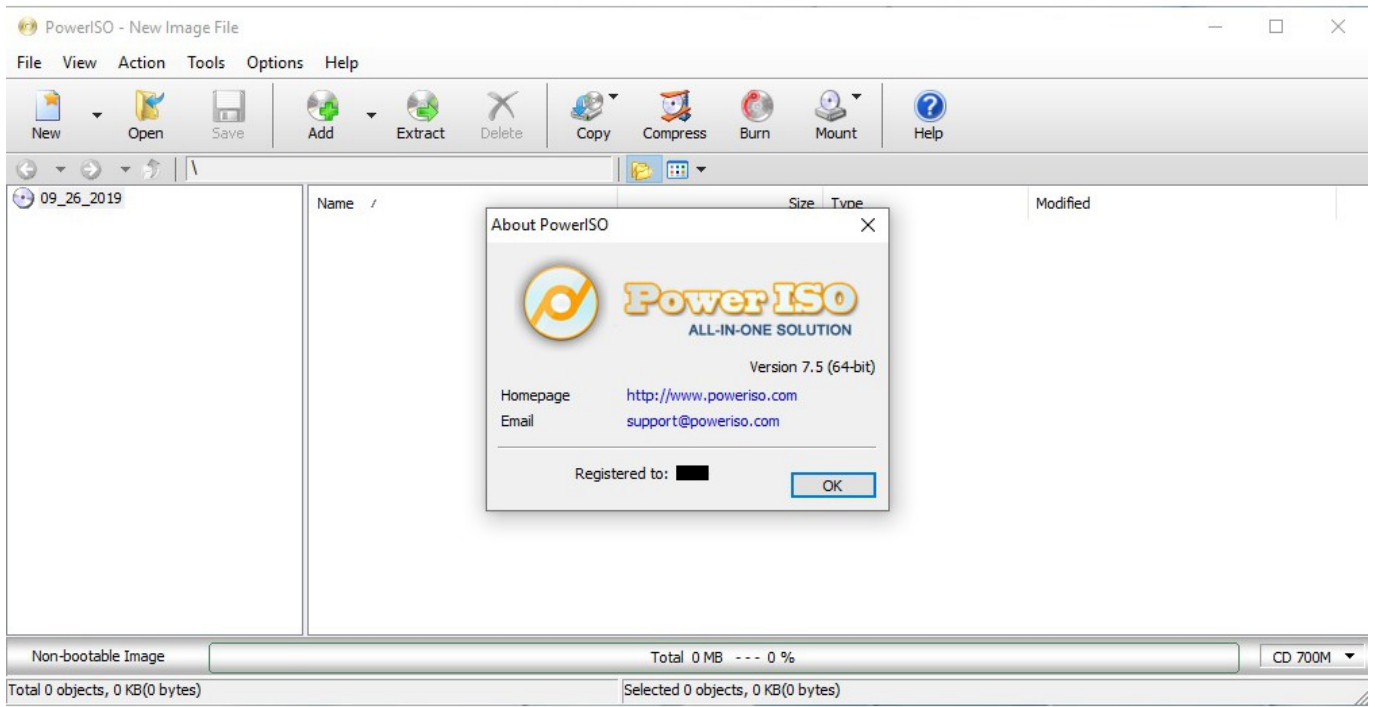 PowerISO - New Image File
File View Action Tools Options Help
New Open Save Add Extract Delete Copy Compress Burn Mount Help
\
09_26_2019
Name / Size Type Modified
About PowerISO
Power ISO
ALL-IN-ONE SOLUTION
Version 7.5 (64-bit)
Homepage http://www.poweriso.com
Email support@poweriso.com
Registered to:
OK
Non-bootable Image Total 0 MB --- 0 % CD 700M
Total 0 objects, 0 KB(0 bytes) Selected 0 objects, 0 KB(0 bytes)